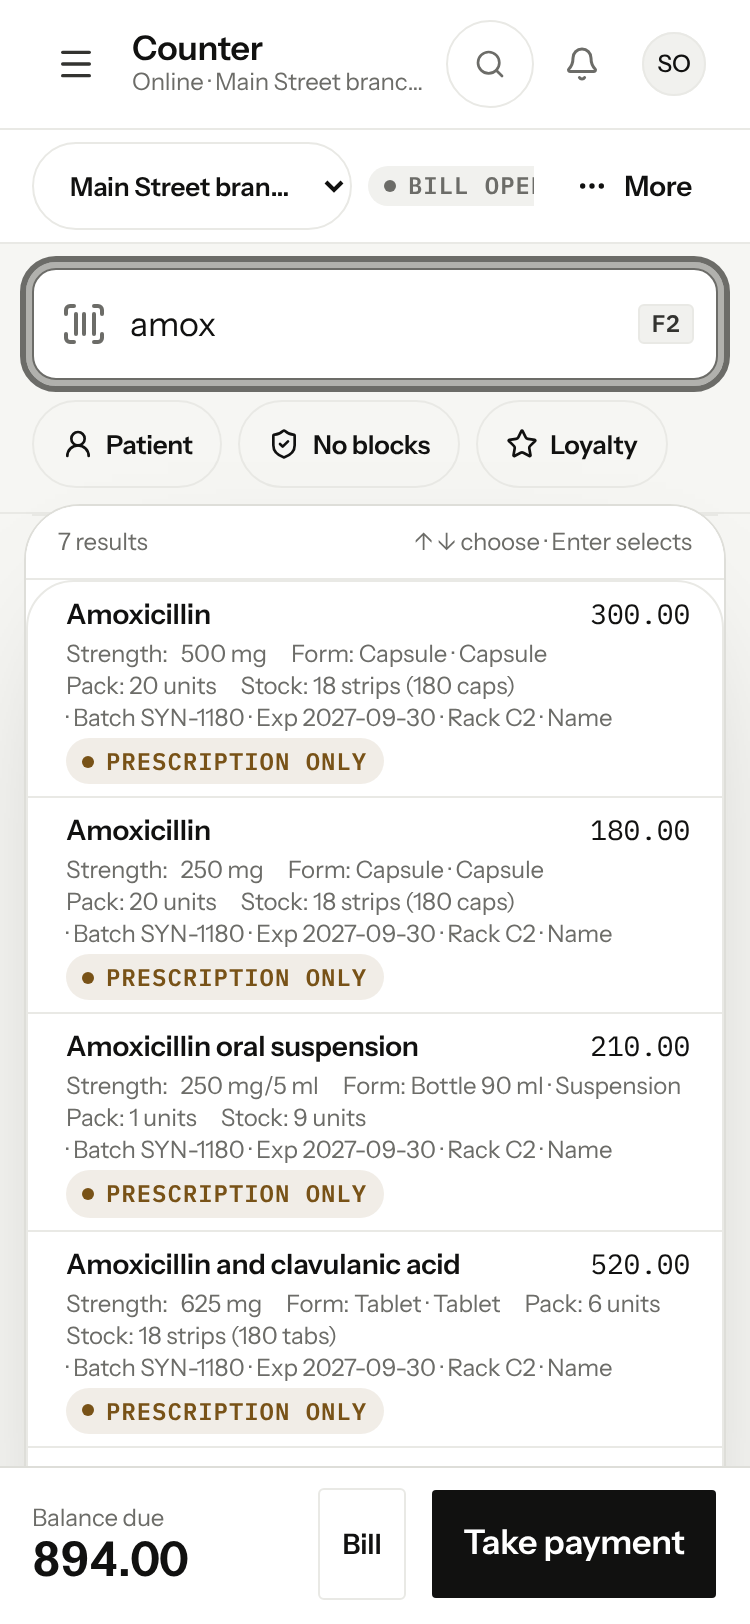 Counter
Online · Main Street branc...
SO
Main Street bran...
BILL OPE
More
amox
F2
Patient
No blocks
Loyalty
7 results
↑↓ choose · Enter selects
Amoxicillin 300.00
Strength: 500 mg Form: Capsule · Capsule
Pack: 20 units Stock: 18 strips (180 caps)
· Batch SYN-1180 · Exp 2027-09-30 · Rack C2 · Name
PRESCRIPTION ONLY
Amoxicillin 180.00
Strength: 250 mg Form: Capsule · Capsule
Pack: 20 units Stock: 18 strips (180 caps)
· Batch SYN-1180 · Exp 2027-09-30 · Rack C2 · Name
PRESCRIPTION ONLY
Amoxicillin oral suspension 210.00
Strength: 250 mg/5 ml Form: Bottle 90 ml · Suspension
Pack: 1 units Stock: 9 units
· Batch SYN-1180 · Exp 2027-09-30 · Rack C2 · Name
PRESCRIPTION ONLY
Amoxicillin and clavulanic acid 520.00
Strength: 625 mg Form: Tablet · Tablet Pack: 6 units
Stock: 18 strips (180 tabs)
· Batch SYN-1180 · Exp 2027-09-30 · Rack C2 · Name
PRESCRIPTION ONLY
Balance due
894.00
Bill
Take payment